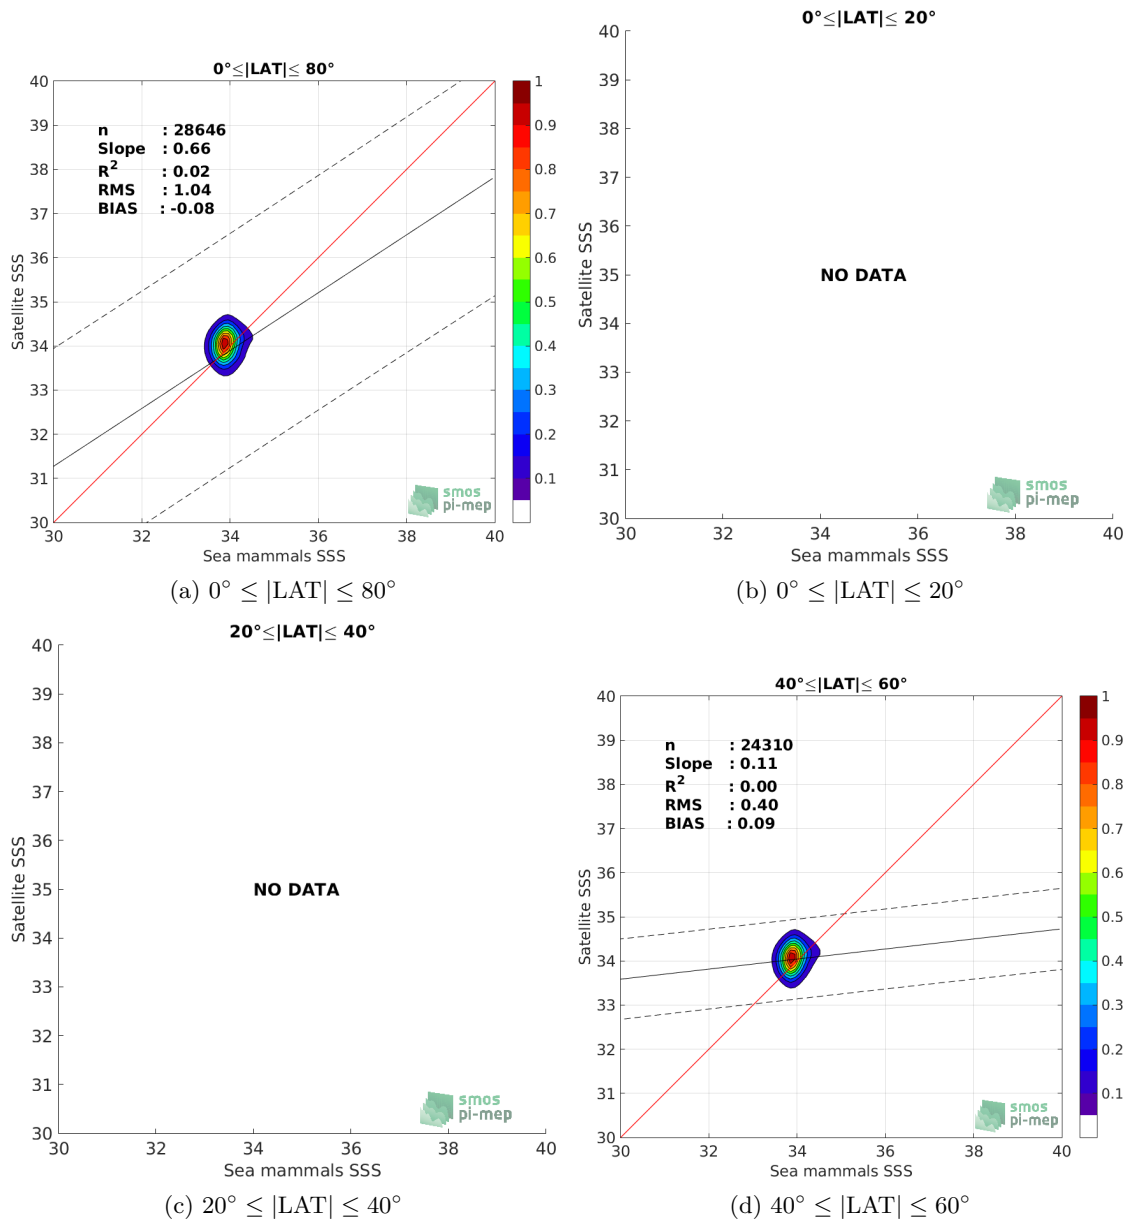 0°≤|LAT|≤ 80°
40
39
38
37
36
35
34
33
32
31
30
Satellite SSS
n : 28646
Slope : 0.66
R² : 0.02
RMS : 1.04
BIAS : -0.08
1
0.9
0.8
0.7
0.6
0.5
0.4
0.3
0.2
0.1
smos
pi-mep
30 32 34 36 38 40
Sea mammals SSS
(a) 0° ≤ |LAT| ≤ 80°
0°≤|LAT|≤ 20°
40
39
38
37
36
35
34
33
32
31
30
Satellite SSS
NO DATA
smos
pi-mep
30 32 34 36 38 40
Sea mammals SSS
(b) 0° ≤ |LAT| ≤ 20°
20°≤|LAT|≤ 40°
40
39
38
37
36
35
34
33
32
31
30
Satellite SSS
NO DATA
smos
pi-mep
30 32 34 36 38 40
Sea mammals SSS
(c) 20° ≤ |LAT| ≤ 40°
40°≤|LAT|≤ 60°
40
39
38
37
36
35
34
33
32
31
30
Satellite SSS
n : 24310
Slope : 0.11
R² : 0.00
RMS : 0.40
BIAS : 0.09
1
0.9
0.8
0.7
0.6
0.5
0.4
0.3
0.2
0.1
smos
pi-mep
30 32 34 36 38 40
Sea mammals SSS
(d) 40° ≤ |LAT| ≤ 60°